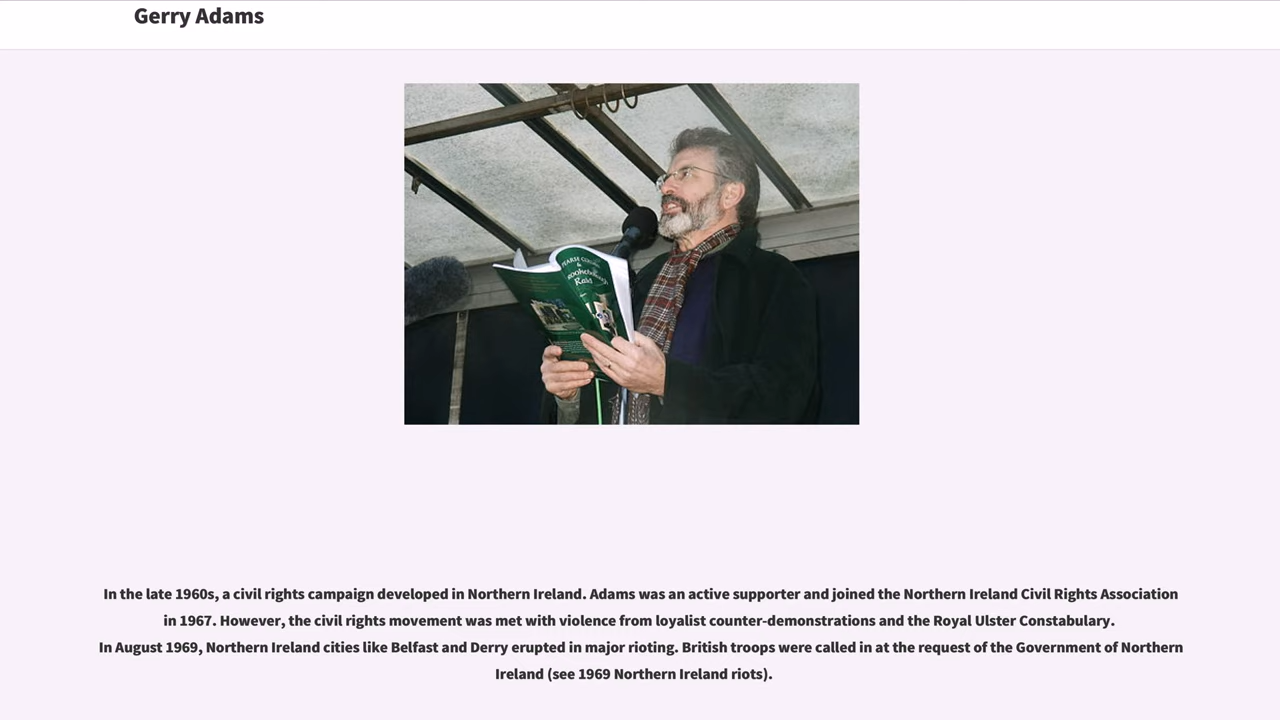 Gerry Adams
PEARSE COLUMN
&
Brookeborough
Raid
In the late 1960s, a civil rights campaign developed in Northern Ireland. Adams was an active supporter and joined the Northern Ireland Civil Rights Association
in 1967. However, the civil rights movement was met with violence from loyalist counter-demonstrations and the Royal Ulster Constabulary.
In August 1969, Northern Ireland cities like Belfast and Derry erupted in major rioting. British troops were called in at the request of the Government of Northern
Ireland (see 1969 Northern Ireland riots).